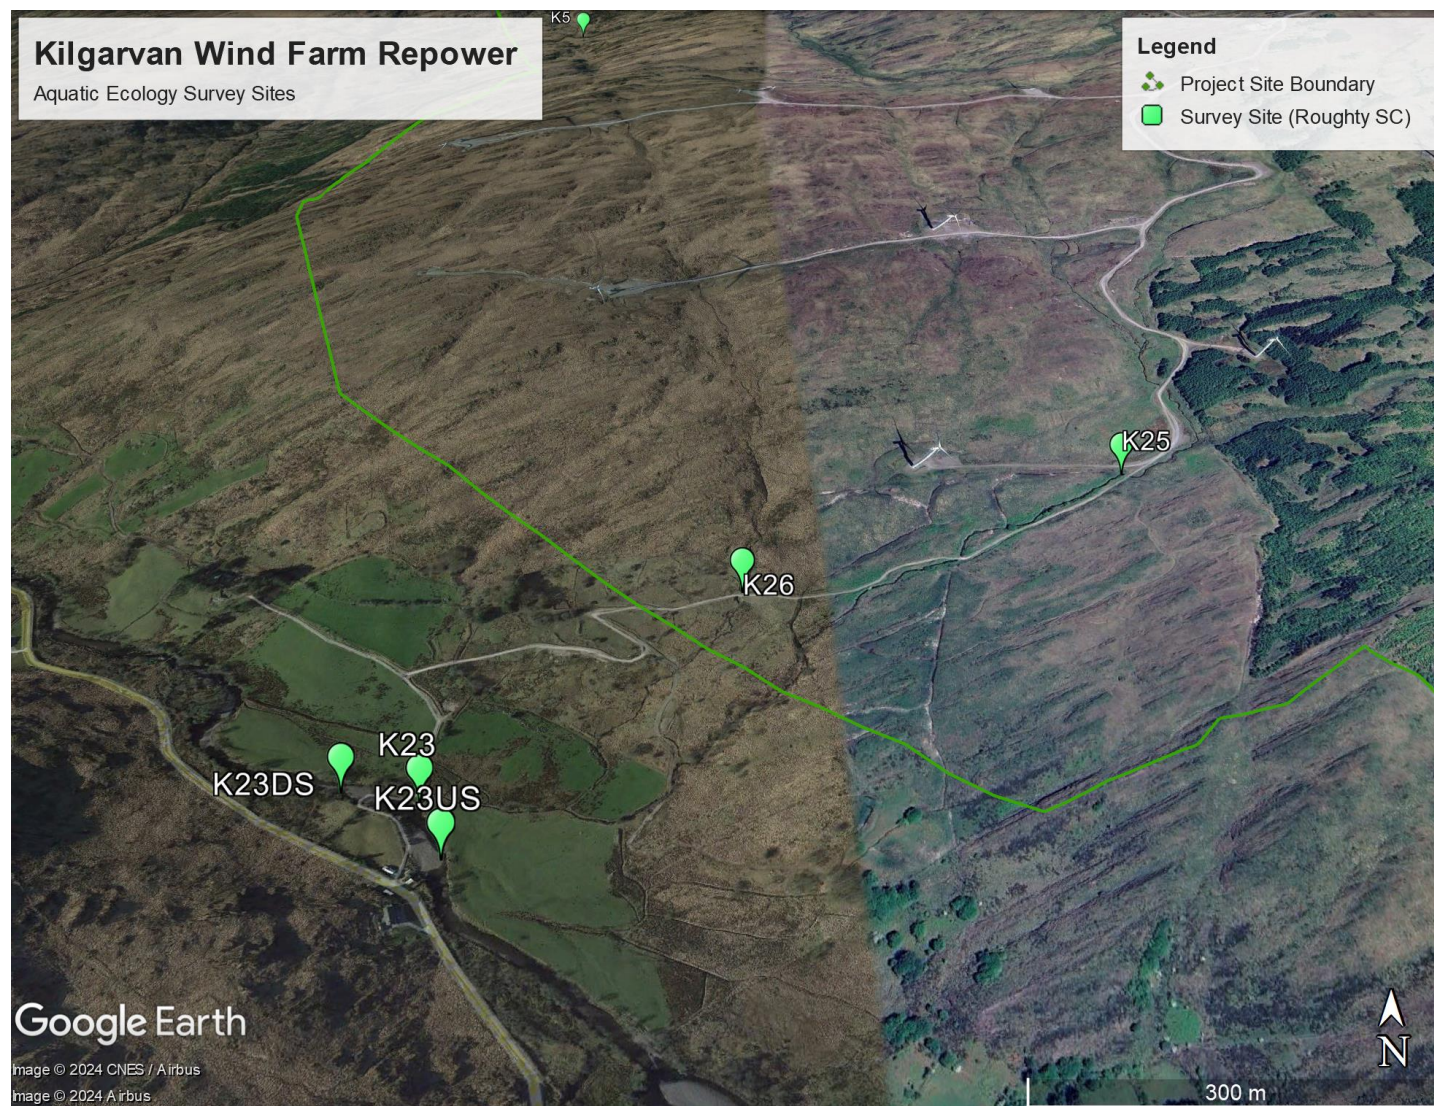 K5
Kilgarvan Wind Farm Repower
Aquatic Ecology Survey Sites
Legend
Project Site Boundary
Survey Site (Roughty SC)
K25
K26
K23
K23DS
K23US
Google Earth
Image © 2024 CNES / Airbus
Image © 2024 Airbus
N
300 m